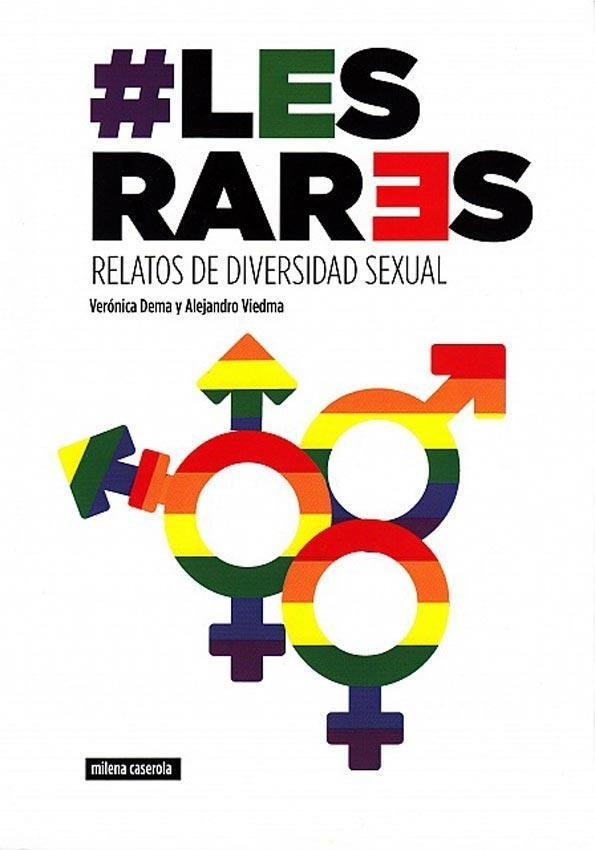 #LES
RARES
RELATOS DE DIVERSIDAD SEXUAL
Verónica Dema y Alejandro Viedma
milena caserola